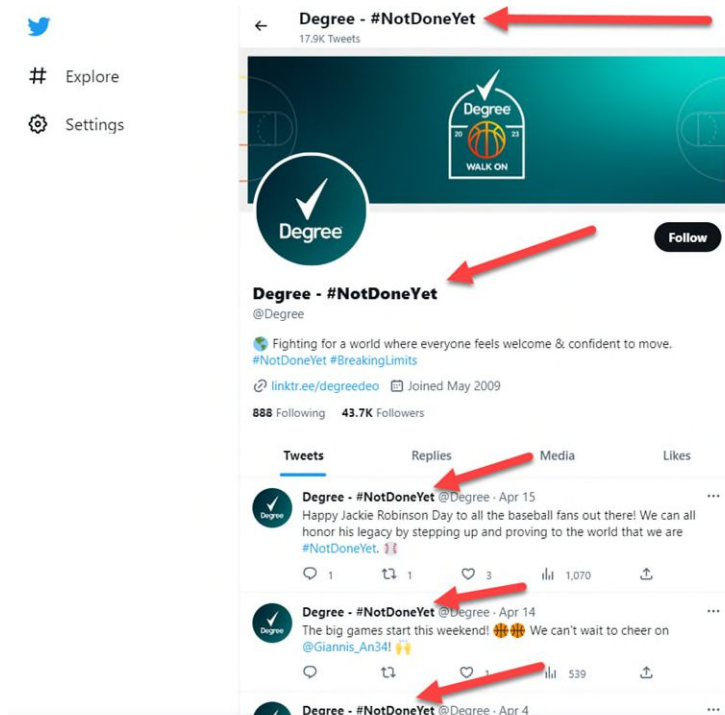 Degree - #NotDoneYet
17.9K Tweets
Explore
Settings
Degree
20 23
WALK ON
Degree
Follow
Degree - #NotDoneYet
@Degree
🌎 Fighting for a world where everyone feels welcome & confident to move.
#NotDoneYet #BreakingLimits
linktr.ee/degreedeo Joined May 2009
888 Following 43.7K Followers
Tweets Replies Media Likes
Degree
Degree - #NotDoneYet @Degree · Apr 15
Happy Jackie Robinson Day to all the baseball fans out there! We can all
honor his legacy by stepping up and proving to the world that we are
#NotDoneYet.
1 1 3 1,070
Degree
Degree - #NotDoneYet @Degree · Apr 14
The big games start this weekend! 🏀🏀 We can't wait to cheer on
@Giannis_An34! 🙌
1 539
Degree - #NotDoneYet @Degree · Apr 4